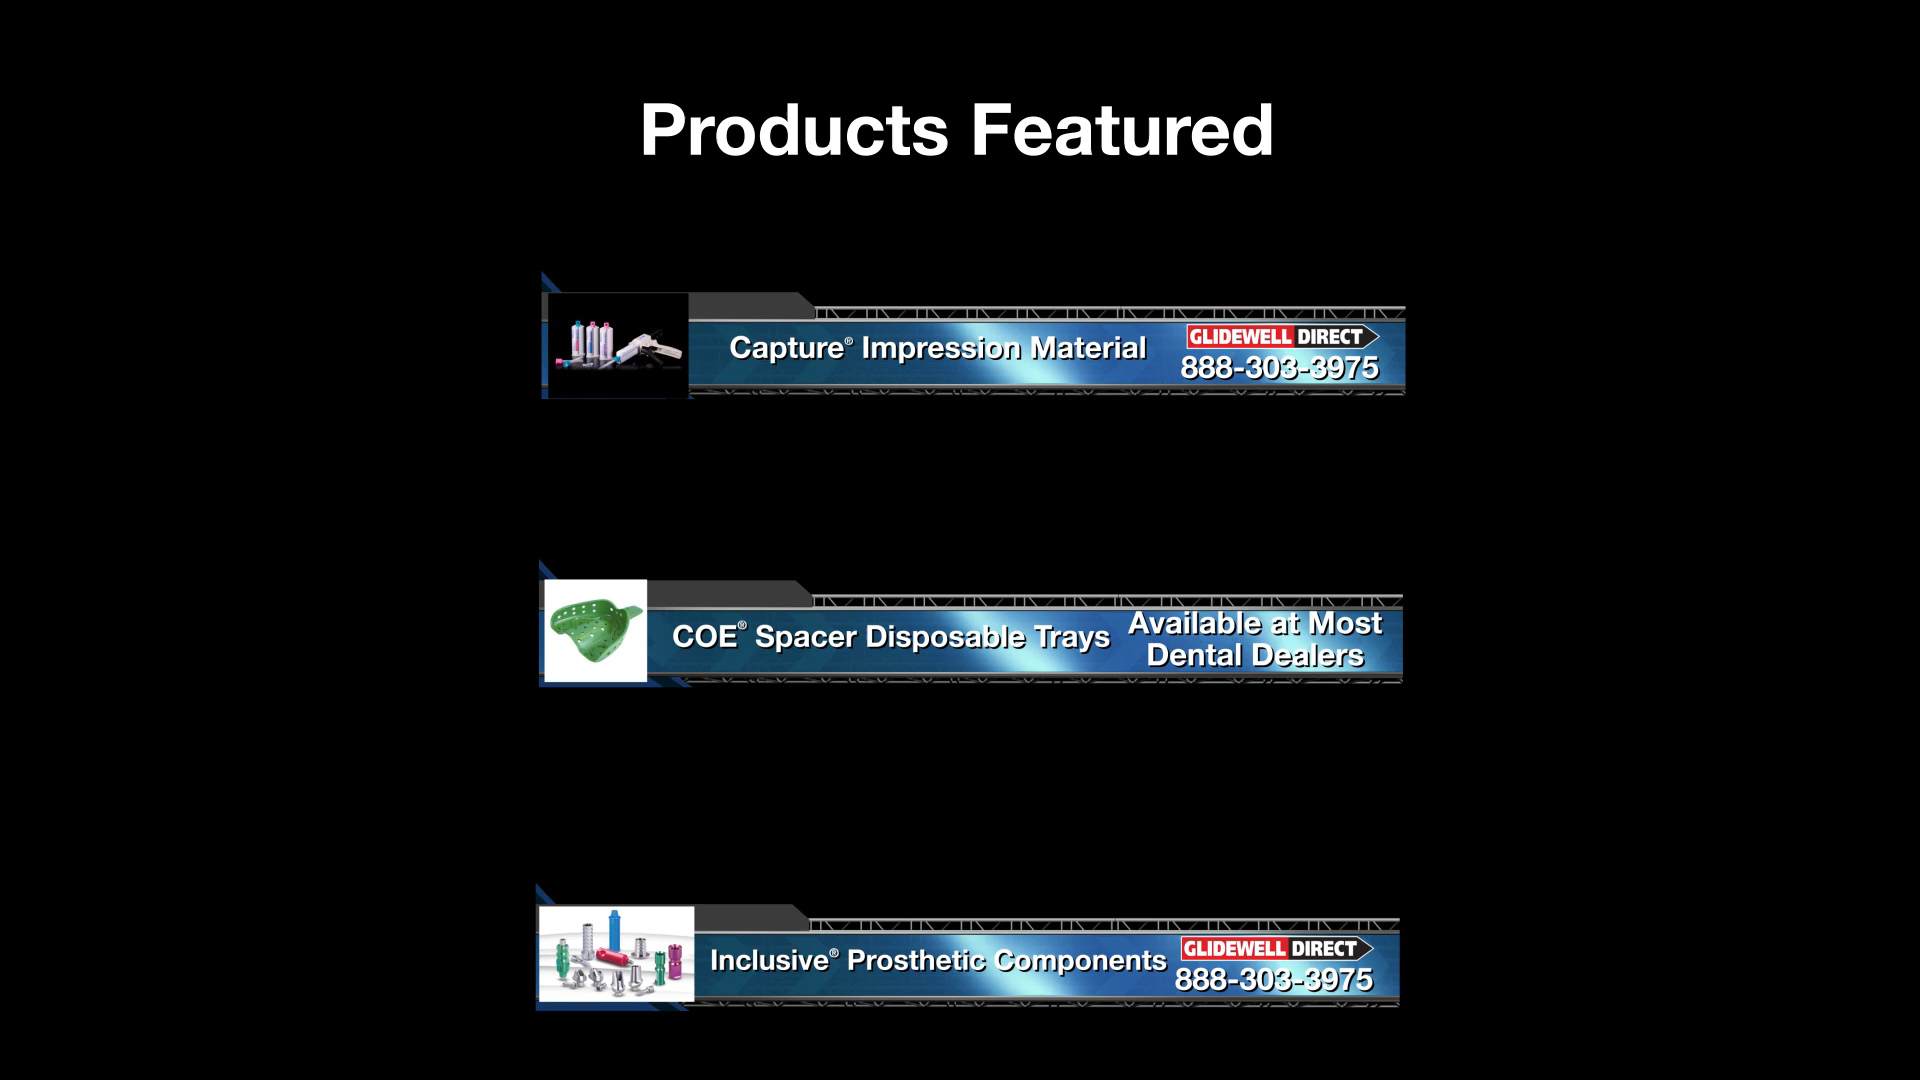 Products Featured
Capture® Impression Material
GLIDEWELL DIRECT
888-303-3975
COE® Spacer Disposable Trays
Available at Most
Dental Dealers
Inclusive® Prosthetic Components
GLIDEWELL DIRECT
888-303-3975